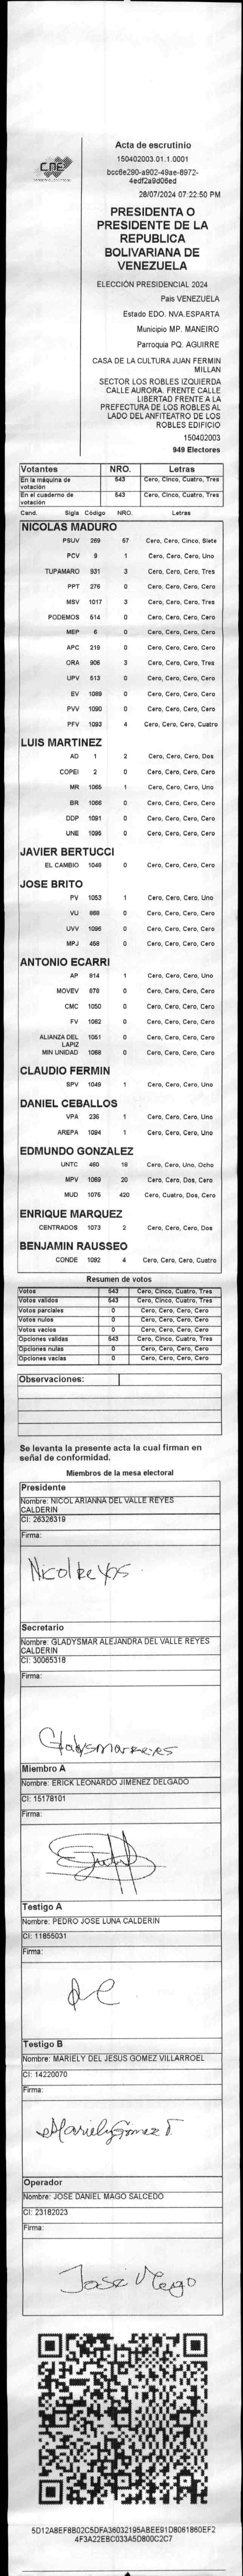 CNE
Acta de escrutinio
150402003.01.1.0001
bcc6e290-a902-49ae-8972-
4edf2a9d06ed
28/07/2024 07:22:50 PM
PRESIDENTA O
PRESIDENTE DE LA
REPUBLICA
BOLIVARIANA DE
VENEZUELA
ELECCIÓN PRESIDENCIAL 2024
Pais VENEZUELA
Estado EDO. NVA.ESPARTA
Municipio MP. MANEIRO
Parroquia PQ. AGUIRRE
CASA DE LA CULTURA JUAN FERMIN
MILLAN
SECTOR LOS ROBLES IZQUIERDA
CALLE AURORA. FRENTE CALLE
LIBERTAD FRENTE A LA
PREFECTURA DE LOS ROBLES AL
LADO DEL ANFITEATRO DE LOS
ROBLES EDIFICIO
150402003
949 Electores
Votantes NRO. Letras
En la máquina de votación 543 Cero, Cinco, Cuatro, Tres
En el cuaderno de votación 543 Cero, Cinco, Cuatro, Tres
Cand. Sigla Código NRO. Letras
NICOLAS MADURO
PSUV 269 57 Cero, Cero, Cinco, Siete
PCV 9 1 Cero, Cero, Cero, Uno
TUPAMARO 931 3 Cero, Cero, Cero, Tres
PPT 276 0 Cero, Cero, Cero, Cero
MSV 1017 3 Cero, Cero, Cero, Tres
PODEMOS 514 0 Cero, Cero, Cero, Cero
MEP 6 0 Cero, Cero, Cero, Cero
APC 219 0 Cero, Cero, Cero, Cero
ORA 906 3 Cero, Cero, Cero, Tres
UPV 513 0 Cero, Cero, Cero, Cero
EV 1089 0 Cero, Cero, Cero, Cero
PVV 1090 0 Cero, Cero, Cero, Cero
PFV 1093 4 Cero, Cero, Cero, Cuatro
LUIS MARTINEZ
AD 1 2 Cero, Cero, Cero, Dos
COPEI 2 0 Cero, Cero, Cero, Cero
MR 1065 1 Cero, Cero, Cero, Uno
BR 1066 0 Cero, Cero, Cero, Cero
DDP 1091 0 Cero, Cero, Cero, Cero
UNE 1095 0 Cero, Cero, Cero, Cero
JAVIER BERTUCCI
EL CAMBIO 1048 0 Cero, Cero, Cero, Cero
JOSE BRITO
PV 1053 1 Cero, Cero, Cero, Uno
VU 868 0 Cero, Cero, Cero, Cero
UVV 1096 0 Cero, Cero, Cero, Cero
MPJ 458 0 Cero, Cero, Cero, Cero
ANTONIO ECARRI
AP 814 1 Cero, Cero, Cero, Uno
MOVEV 878 0 Cero, Cero, Cero, Cero
CMC 1050 0 Cero, Cero, Cero, Cero
FV 1062 0 Cero, Cero, Cero, Cero
ALIANZA DEL LAPIZ 1051 0 Cero, Cero, Cero, Cero
MIN UNIDAD 1068 0 Cero, Cero, Cero, Cero
CLAUDIO FERMIN
SPV 1049 1 Cero, Cero, Cero, Uno
DANIEL CEBALLOS
VPA 236 1 Cero, Cero, Cero, Uno
AREPA 1094 1 Cero, Cero, Cero, Uno
EDMUNDO GONZALEZ
UNTC 460 18 Cero, Cero, Uno, Ocho
MPV 1069 20 Cero, Cero, Dos, Cero
MUD 1075 420 Cero, Cuatro, Dos, Cero
ENRIQUE MARQUEZ
CENTRADOS 1073 2 Cero, Cero, Cero, Dos
BENJAMIN RAUSSEO
CONDE 1092 4 Cero, Cero, Cero, Cuatro
Resumen de votos
Votos 543 Cero, Cinco, Cuatro, Tres
Votos validos 543 Cero, Cinco, Cuatro, Tres
Votos parciales 0 Cero, Cero, Cero, Cero
Votos nulos 0 Cero, Cero, Cero, Cero
Votos vacios 0 Cero, Cero, Cero, Cero
Opciones validas 543 Cero, Cinco, Cuatro, Tres
Opciones nulas 0 Cero, Cero, Cero, Cero
Opciones vacias 0 Cero, Cero, Cero, Cero
Observaciones:
Se levanta la presente acta la cual firman en
señal de conformidad.
Miembros de la mesa electoral
Presidente
Nombre: NICOL ARIANNA DEL VALLE REYES
CALDERIN
CI: 26326319
Firma:
Nicol Reyes
Secretario
Nombre: GLADYSMAR ALEJANDRA DEL VALLE REYES
CALDERIN
CI: 30065318
Firma:
Gladysmar reyes
Miembro A
Nombre: ERICK LEONARDO JIMENEZ DELGADO
CI: 15178101
Firma:
Testigo A
Nombre: PEDRO JOSE LUNA CALDERIN
CI: 11855031
Firma:
Testigo B
Nombre: MARIELY DEL JESUS GOMEZ VILLARROEL
CI: 14220070
Firma:
Mariely Gomez
Operador
Nombre: JOSE DANIEL MAGO SALCEDO
CI: 23182023
Firma:
Jose Mago
5D12A8EF8B02C5DFA36032195ABEE91D8061860EF2
4F3A22EBC033A5D800C2C7